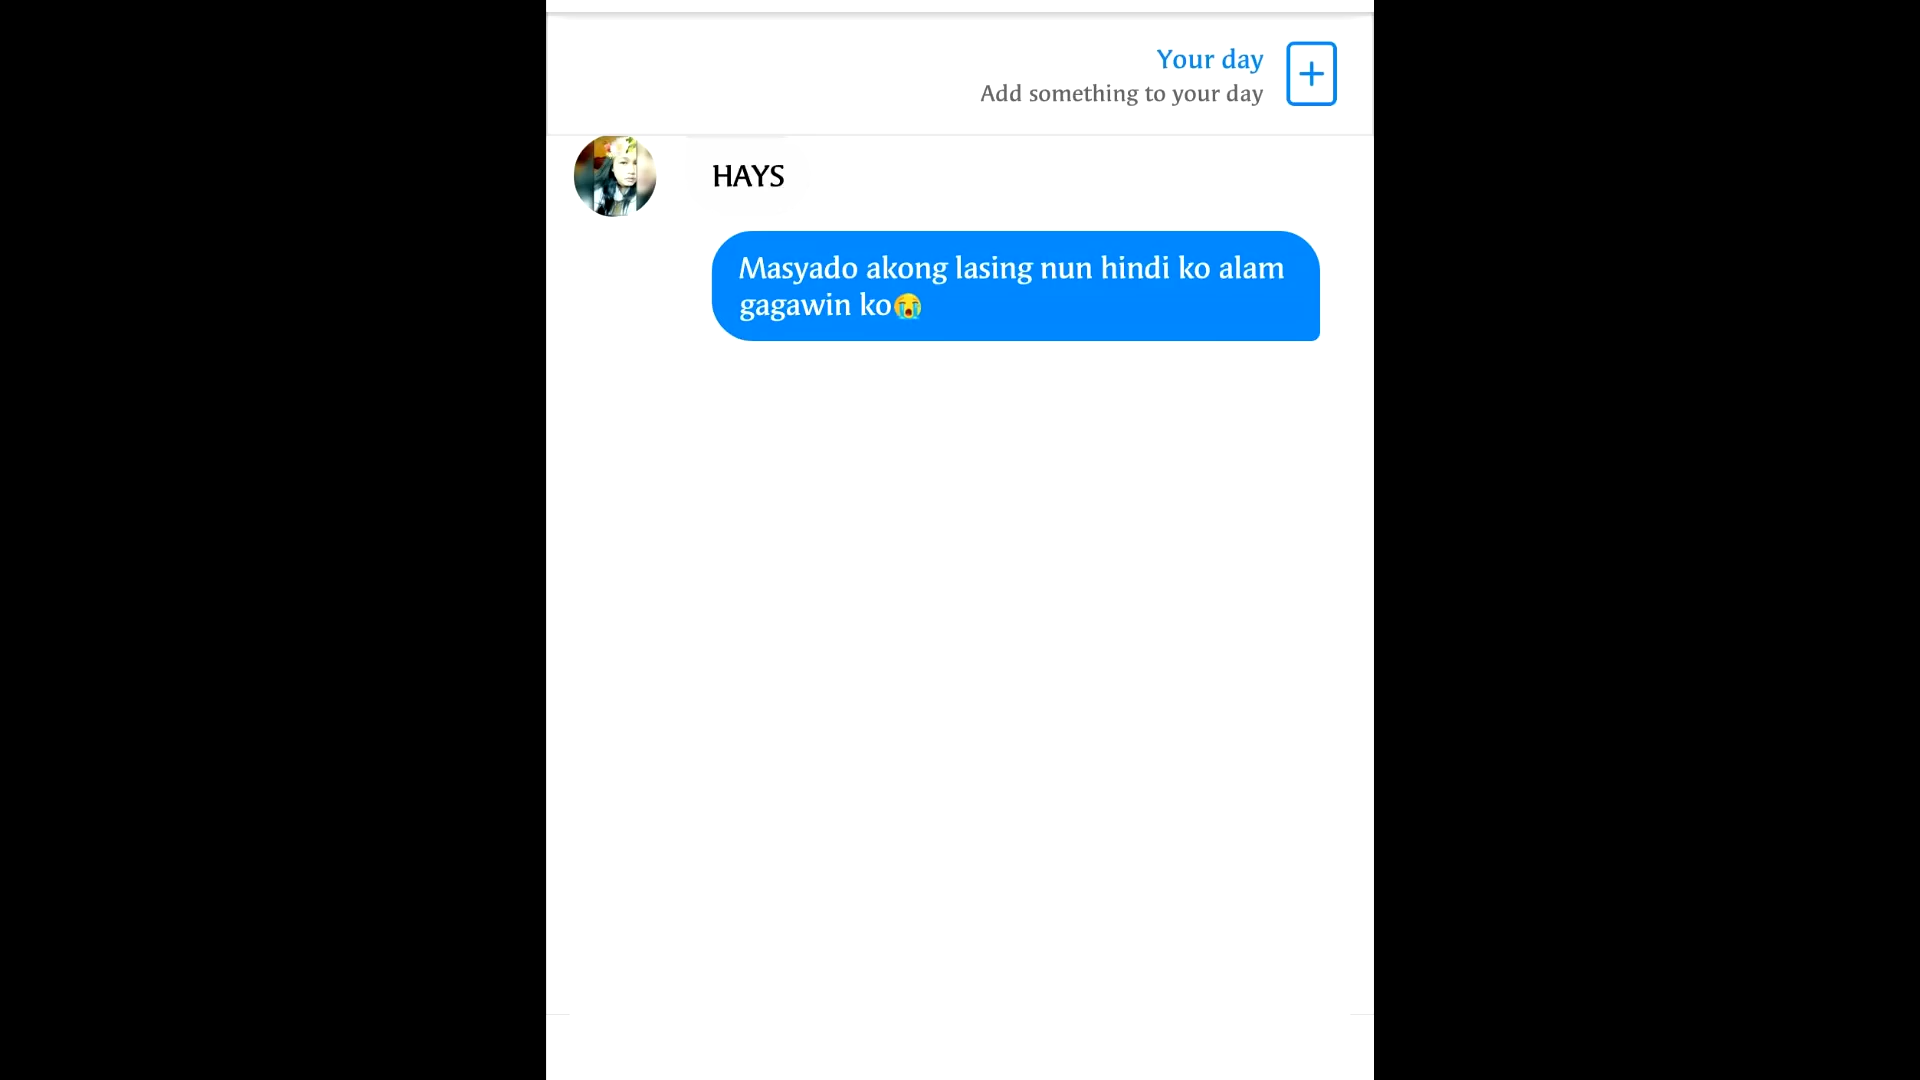 Your day
Add something to your day
HAYS
Masyado akong lasing nun hindi ko alam
gagawin ko😭